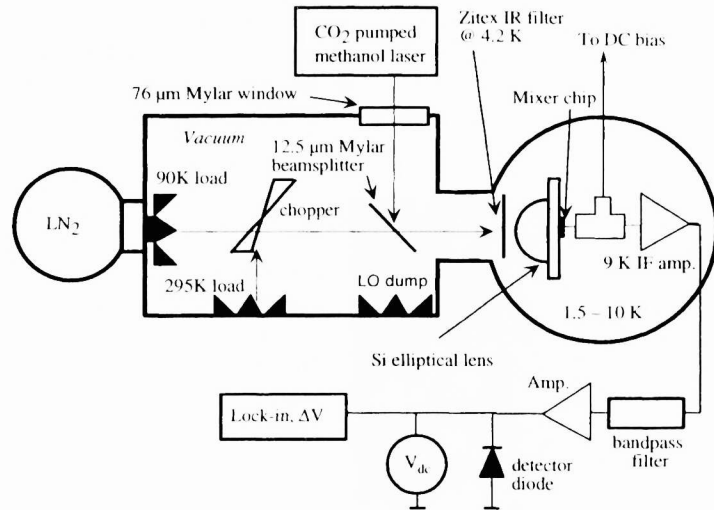 CO2 pumped
methanol laser
Zitex IR filter
@ 4.2 K
To DC bias
76 µm Mylar window
Mixer chip
Vacuum
12.5 µm Mylar
beamsplitter
90K load
chopper
LN2
9 K IF amp.
295K load
LO dump
1.5 – 10 K
Si elliptical lens
Amp.
Lock-in, ΔV
Vdc
detector
diode
bandpass
filter